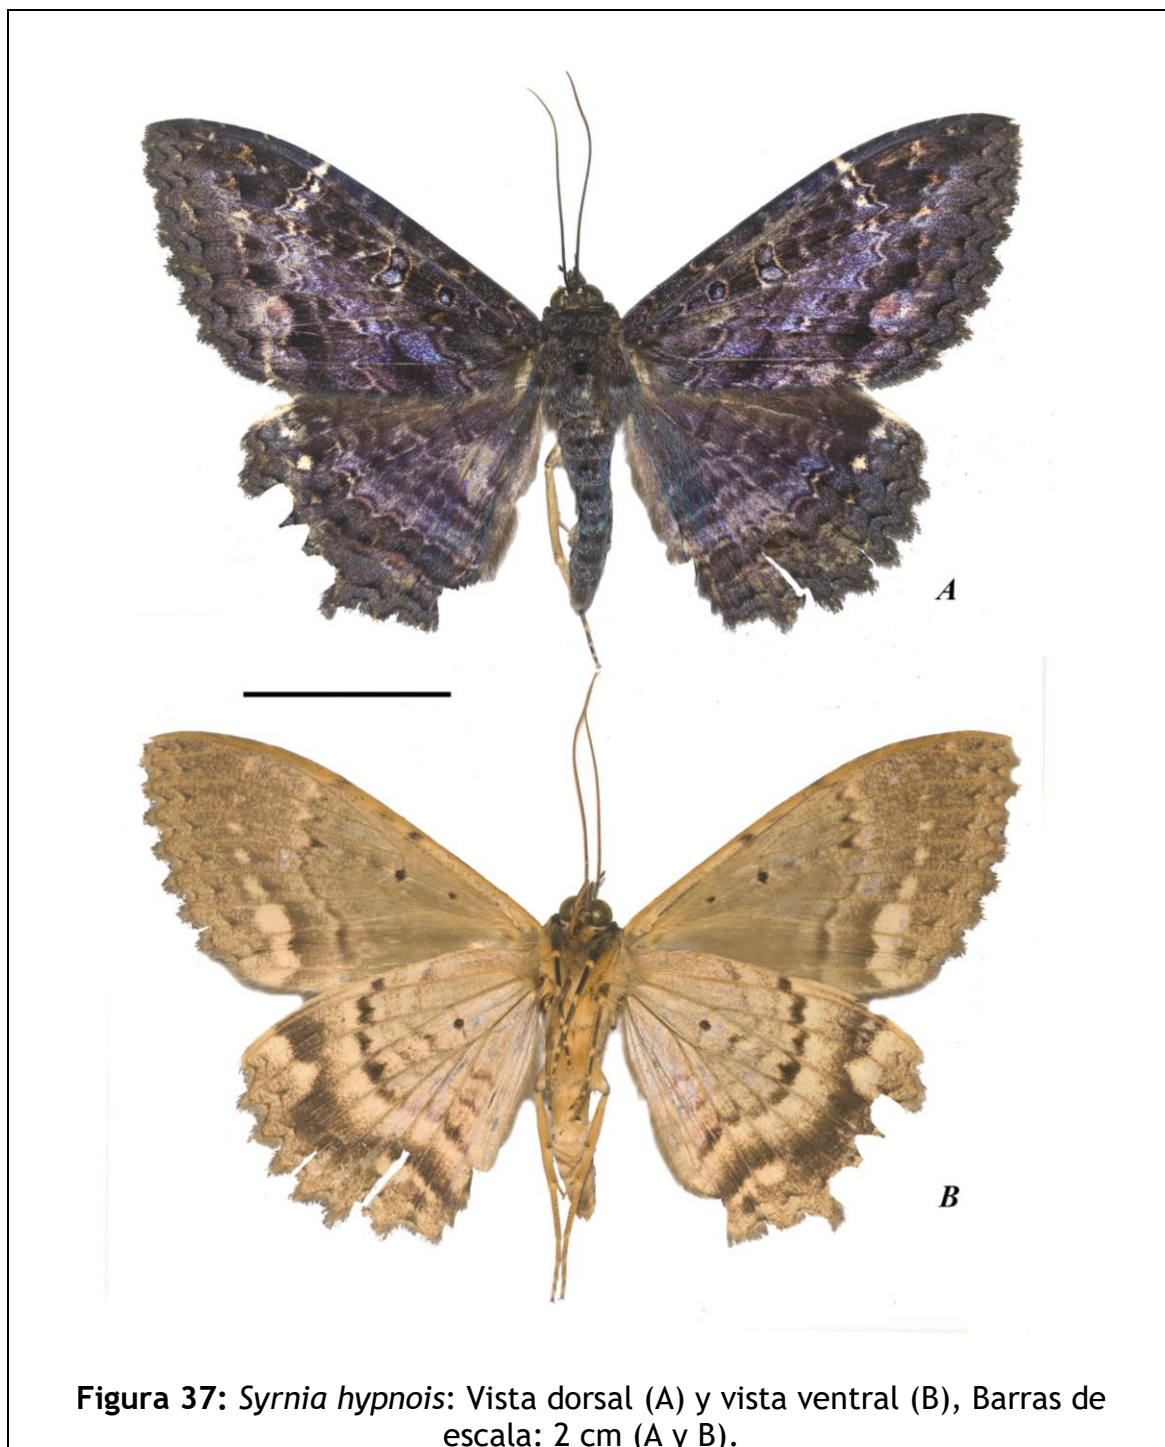 A
B
Figura 37: Syrnia hypnois: Vista dorsal (A) y vista ventral (B), Barras de
escala: 2 cm (A y B).